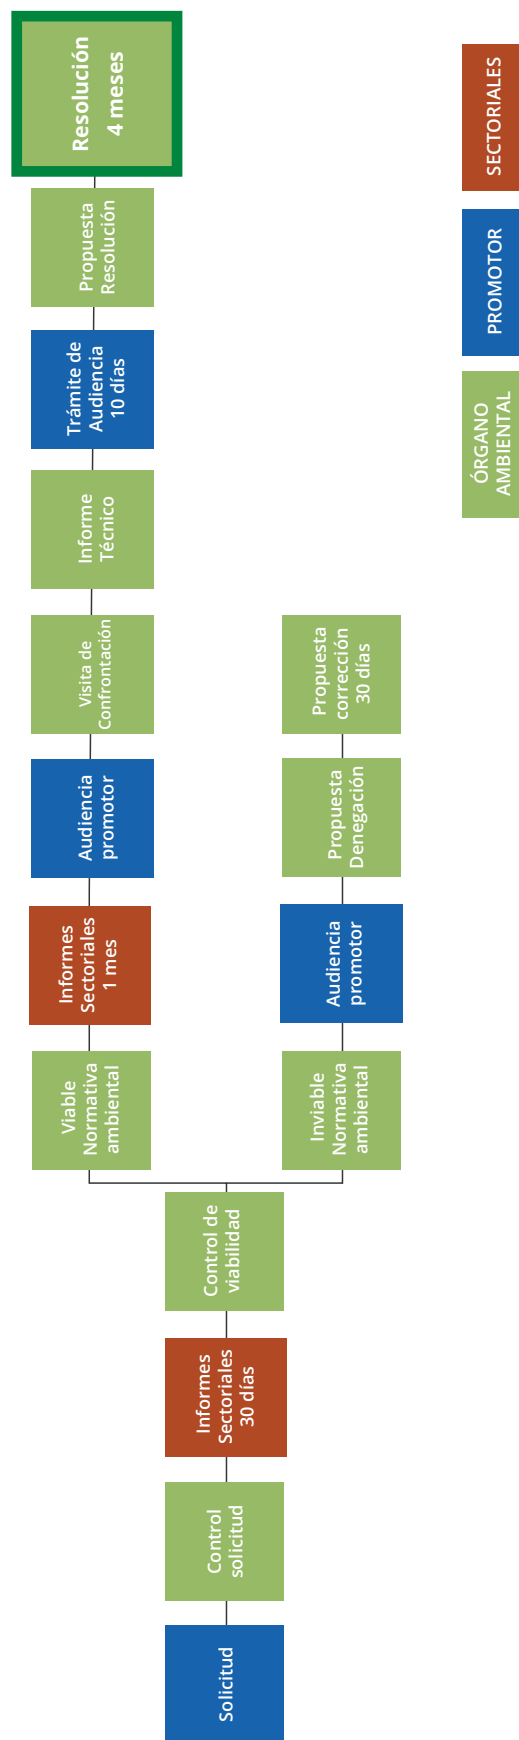 Solicitud
Control
solicitud
Informes
Sectoriales
30 días
Control de
viabilidad
Viable
Normativa
ambiental
Informes
Sectoriales
1 mes
Audiencia
promotor
Visita de
Confrontación
Informe
Técnico
Trámite de
Audiencia
10 días
Propuesta
Resolución
Resolución
4 meses
Inviable
Normativa
ambiental
Audiencia
promotor
Propuesta
Denegación
Propuesta
corrección
30 días
ÓRGANO
AMBIENTAL
PROMOTOR
SECTORIALES